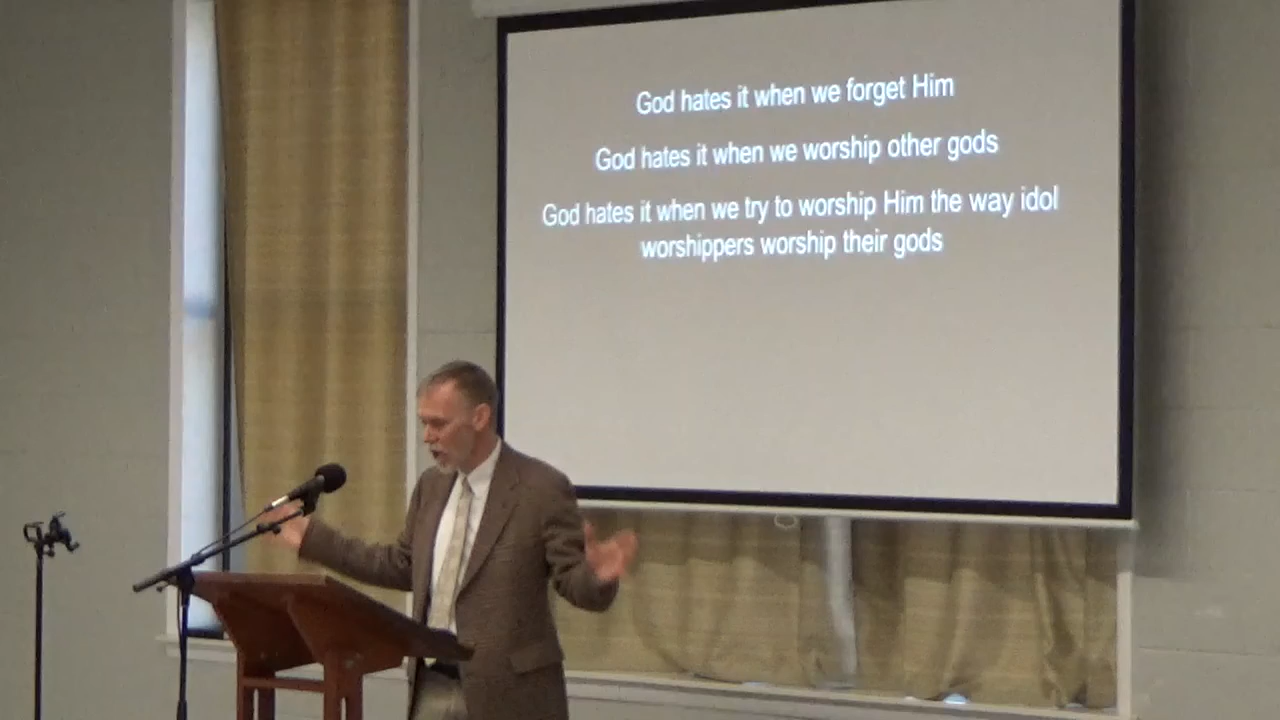 God hates it when we forget Him
God hates it when we worship other gods
God hates it when we try to worship Him the way idol
worshippers worship their gods